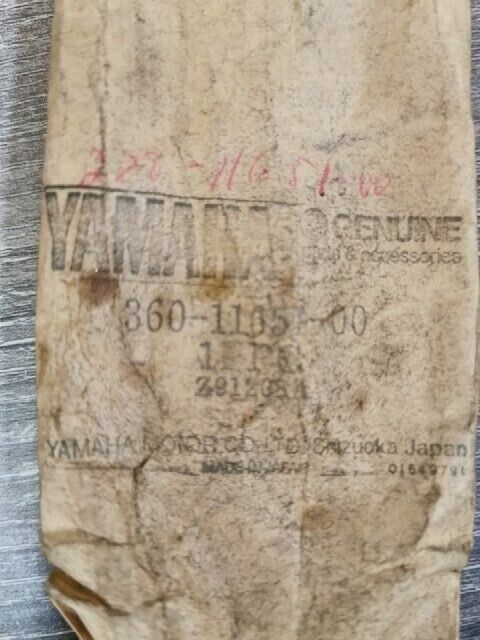 228-11651-00
YAMAHA GENUINE
parts & accessories
360-11651-00
1 PC.
YAMAHA MOTOR CO.,LTD. Shizuoka Japan
MADE IN JAPAN